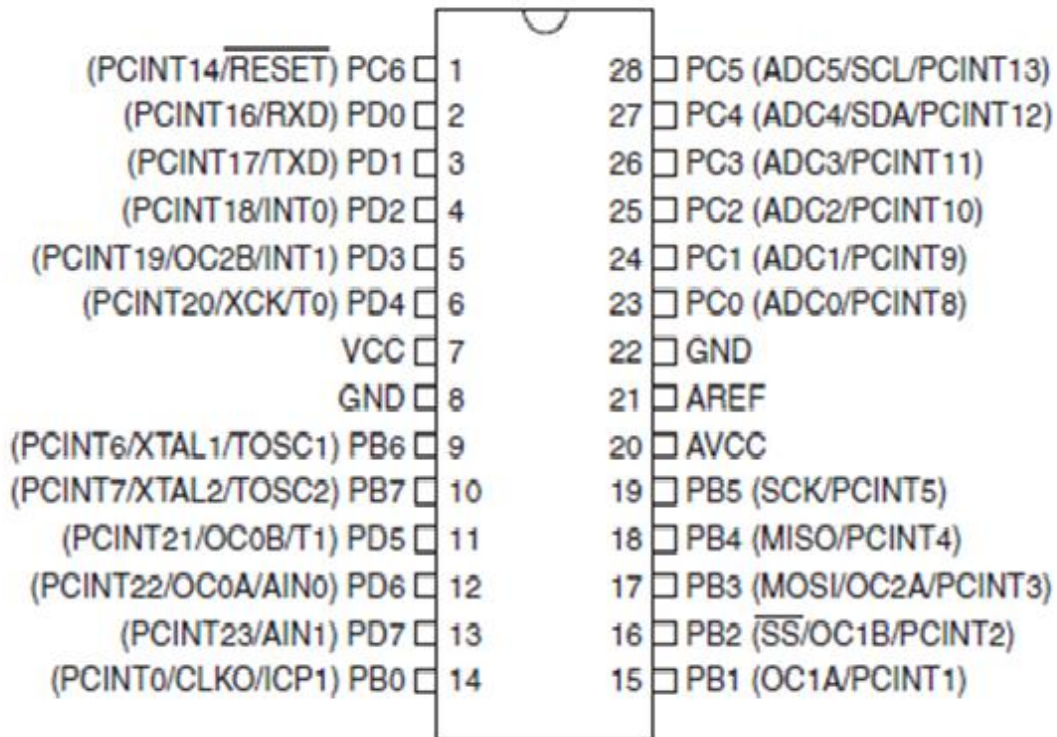 (PCINT14/RESET) PC6 1 28 PC5 (ADC5/SCL/PCINT13)
(PCINT16/RXD) PD0 2 27 PC4 (ADC4/SDA/PCINT12)
(PCINT17/TXD) PD1 3 26 PC3 (ADC3/PCINT11)
(PCINT18/INT0) PD2 4 25 PC2 (ADC2/PCINT10)
(PCINT19/OC2B/INT1) PD3 5 24 PC1 (ADC1/PCINT9)
(PCINT20/XCK/T0) PD4 6 23 PC0 (ADC0/PCINT8)
VCC 7 22 GND
GND 8 21 AREF
(PCINT6/XTAL1/TOSC1) PB6 9 20 AVCC
(PCINT7/XTAL2/TOSC2) PB7 10 19 PB5 (SCK/PCINT5)
(PCINT21/OC0B/T1) PD5 11 18 PB4 (MISO/PCINT4)
(PCINT22/OC0A/AIN0) PD6 12 17 PB3 (MOSI/OC2A/PCINT3)
(PCINT23/AIN1) PD7 13 16 PB2 (SS/OC1B/PCINT2)
(PCINT0/CLKO/ICP1) PB0 14 15 PB1 (OC1A/PCINT1)